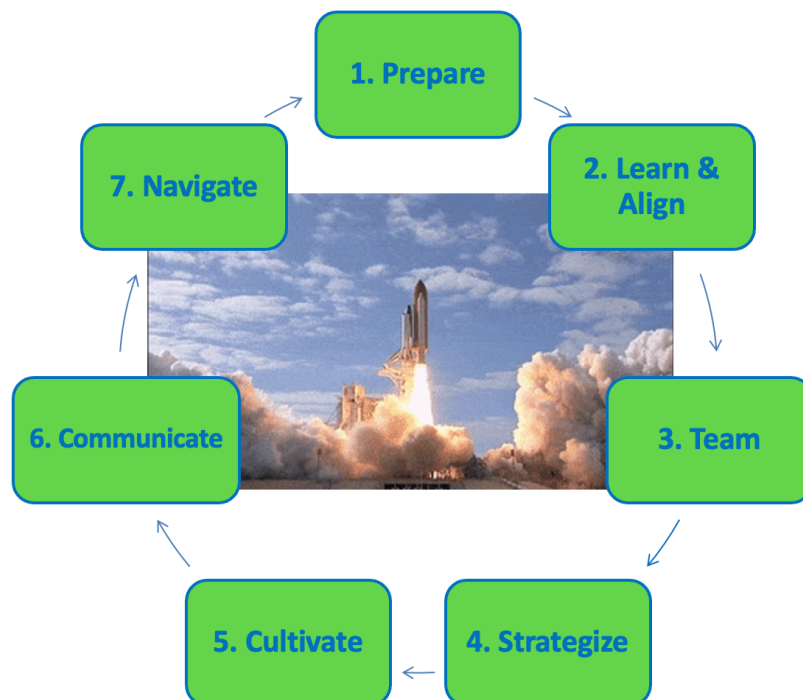 1. Prepare
2. Learn &
Align
3. Team
4. Strategize
5. Cultivate
6. Communicate
7. Navigate